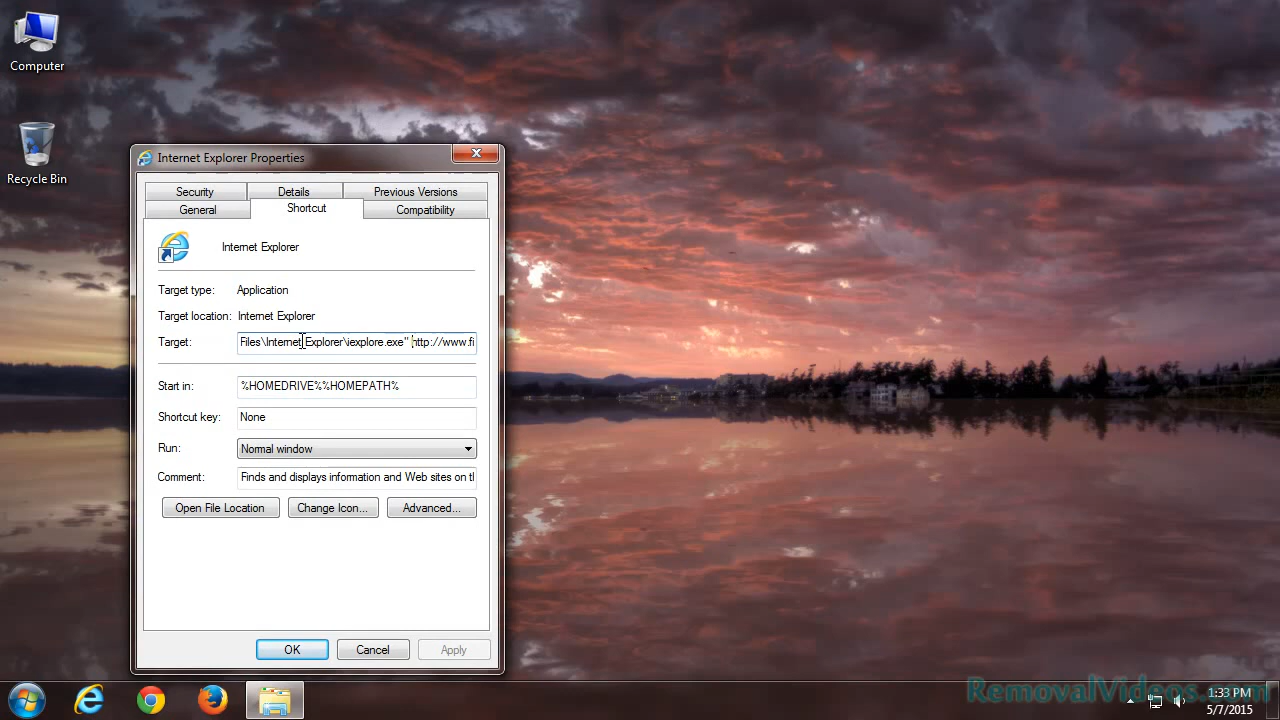 Computer
Recycle Bin
Internet Explorer Properties
Security Details Previous Versions
General Shortcut Compatibility
Internet Explorer
Target type: Application
Target location: Internet Explorer
Target: Files\Internet Explorer\iexplore.exe" http://www.fi
Start in: %HOMEDRIVE%%HOMEPATH%
Shortcut key: None
Run: Normal window
Comment: Finds and displays information and Web sites on tl
Open File Location Change Icon... Advanced...
OK Cancel Apply
RemovalVideos.com
1:33 PM
5/7/2015